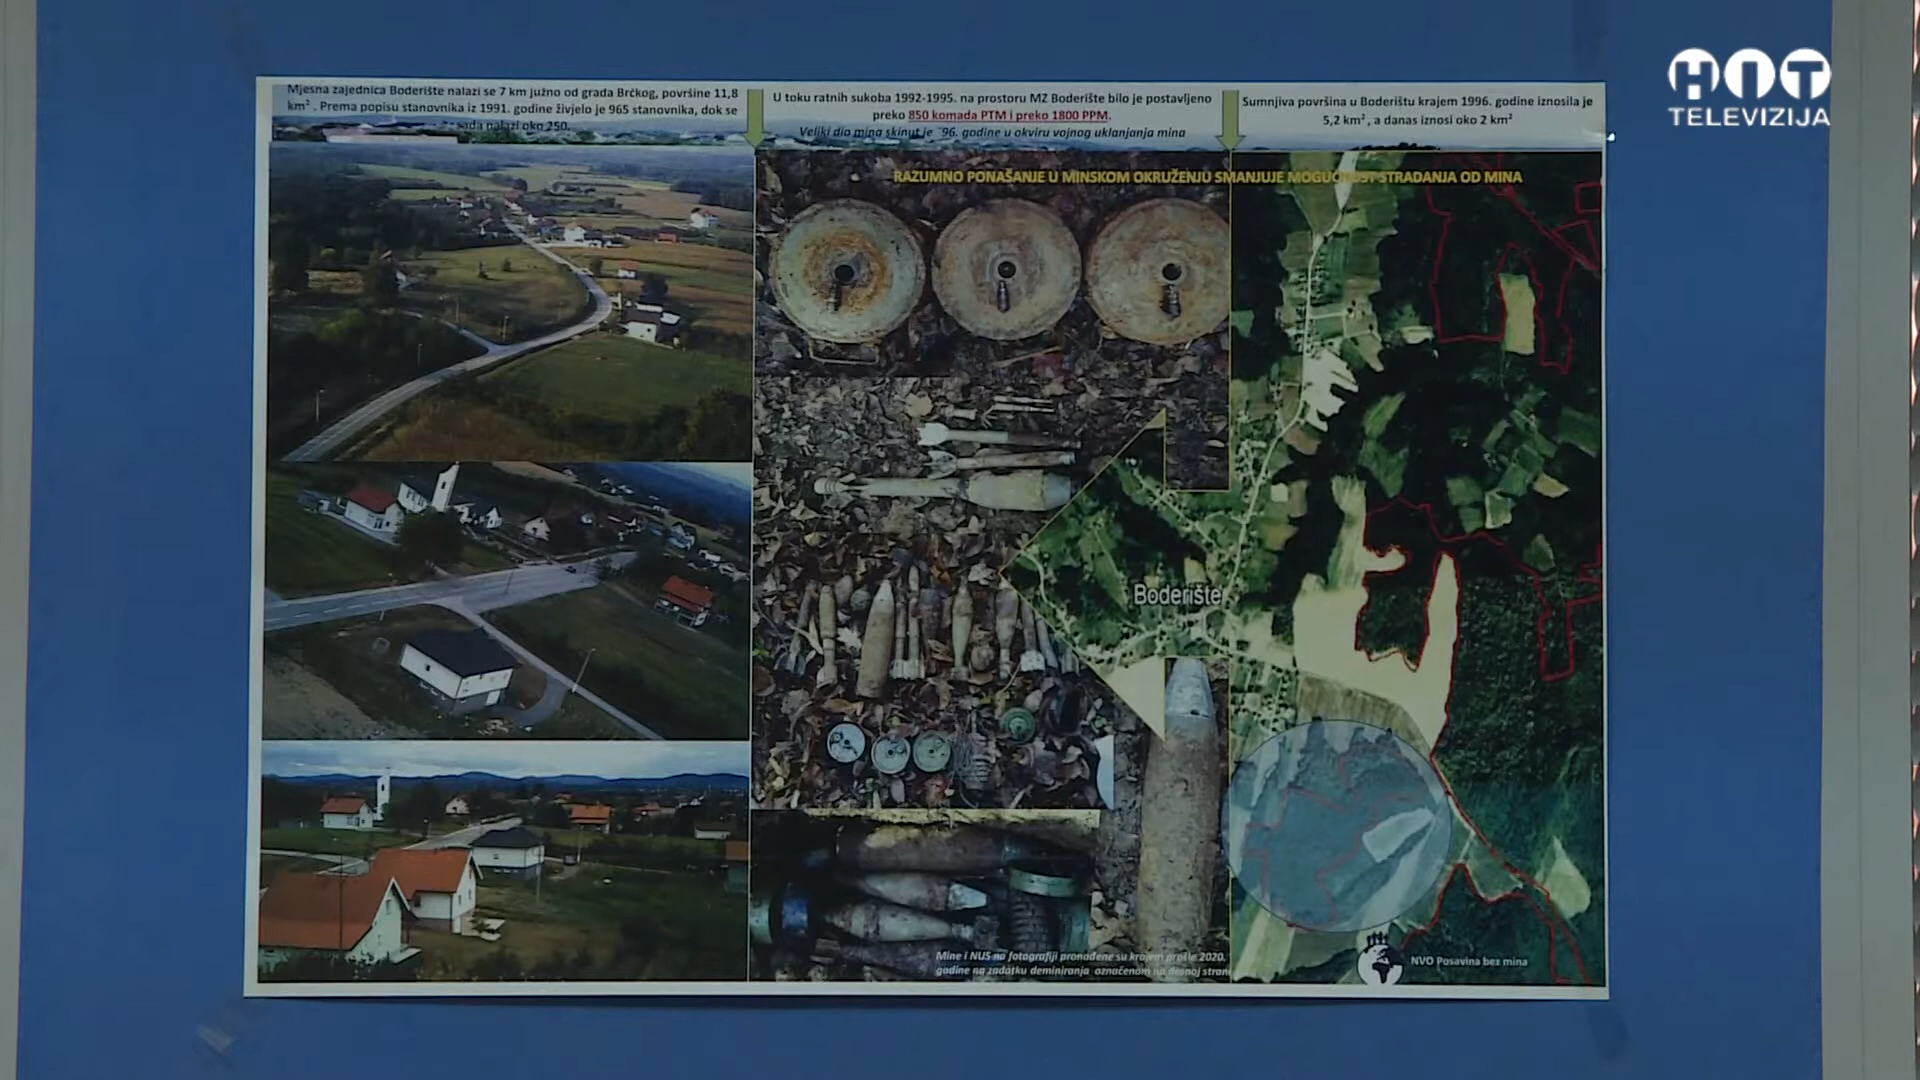 Mjesna zajednica Boderište nalazi se 7 km južno od grada Brčkog, površine 11,8
km². Prema popisu stanovnika iz 1991. godine živjelo je 965 stanovnika, dok se
sada nalazi oko 250.
U toku ratnih sukoba 1992-1995. na prostoru MZ Boderište bilo je postavljeno
preko 850 komada PTM i preko 1800 PPM.
Veliki dio mina skinut je ˝96. godine u okviru vojnog uklanjanja mina
Sumnjiva površina u Boderištu krajem 1996. godine iznosila je
5,2 km², a danas iznosi oko 2 km²
HIT
TELEVIZIJA
RAZUMNO PONAŠANJE U MINSKOM OKRUŽENJU SMANJUJE MOGUĆNOST STRADANJA OD MINA
Boderište
Mine i NUS na fotografiji pronađene su krajem prošle 2020.
godine na zadatku deminiranja označenom na desnoj strani
NVO Posavina bez mina